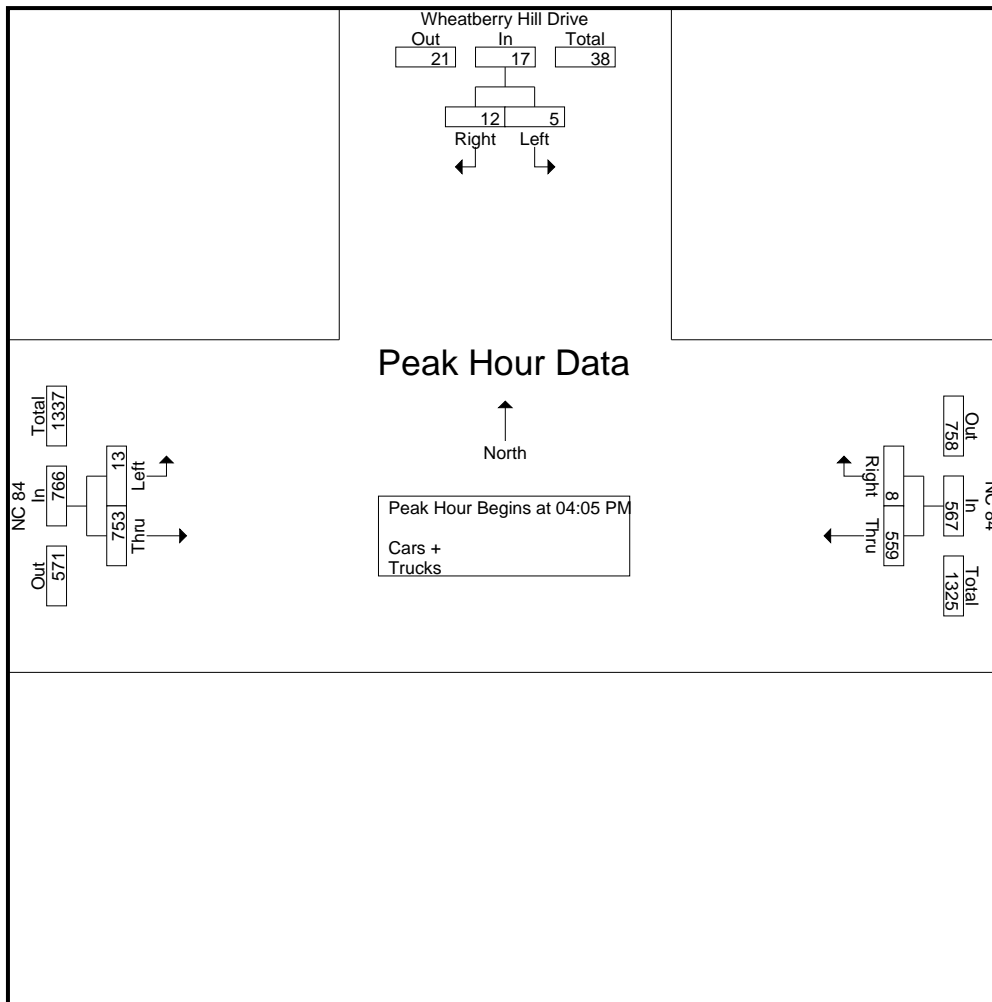 Wheatberry Hill Drive
Out In Total
21 17 38
12 5
Right Left
Peak Hour Data
North
Peak Hour Begins at 04:05 PM
Cars +
Trucks
NC 84
Out In Total
571 766 1337
Left
13
Thru
753
NC 84
Out In Total
758 567 1325
Right
8
Thru
559